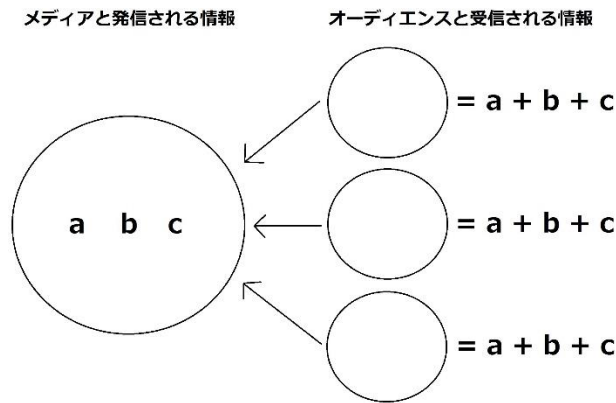 メディアと発信される情報
オーディエンスと受信される情報
= a + b + c
a b c
= a + b + c
= a + b + c